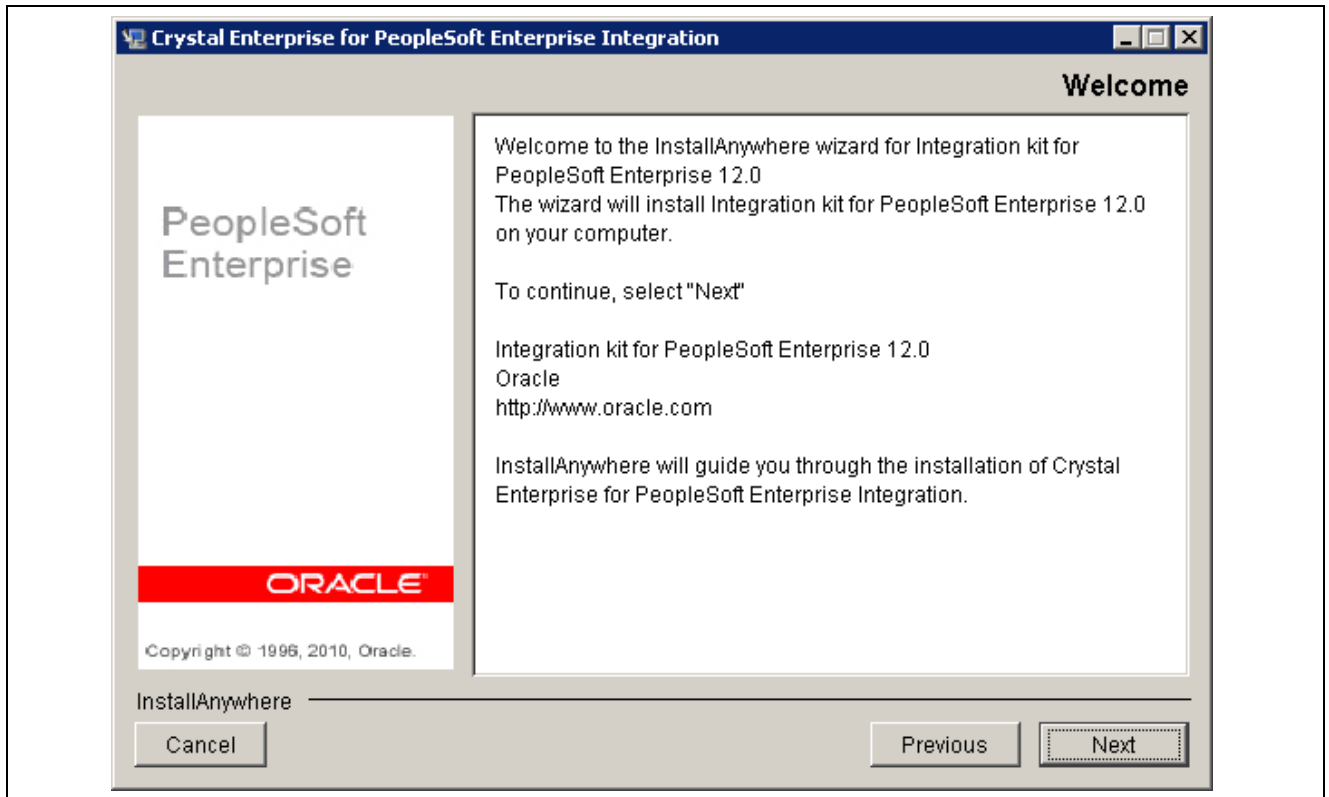 Crystal Enterprise for PeopleSoft Enterprise Integration
Welcome
PeopleSoft
Enterprise
ORACLE
Copyright © 1996, 2010, Oracle.
Welcome to the InstallAnywhere wizard for Integration kit for
PeopleSoft Enterprise 12.0
The wizard will install Integration kit for PeopleSoft Enterprise 12.0
on your computer.
To continue, select "Next"
Integration kit for PeopleSoft Enterprise 12.0
Oracle
http://www.oracle.com
InstallAnywhere will guide you through the installation of Crystal
Enterprise for PeopleSoft Enterprise Integration.
InstallAnywhere
Cancel
Previous
Next